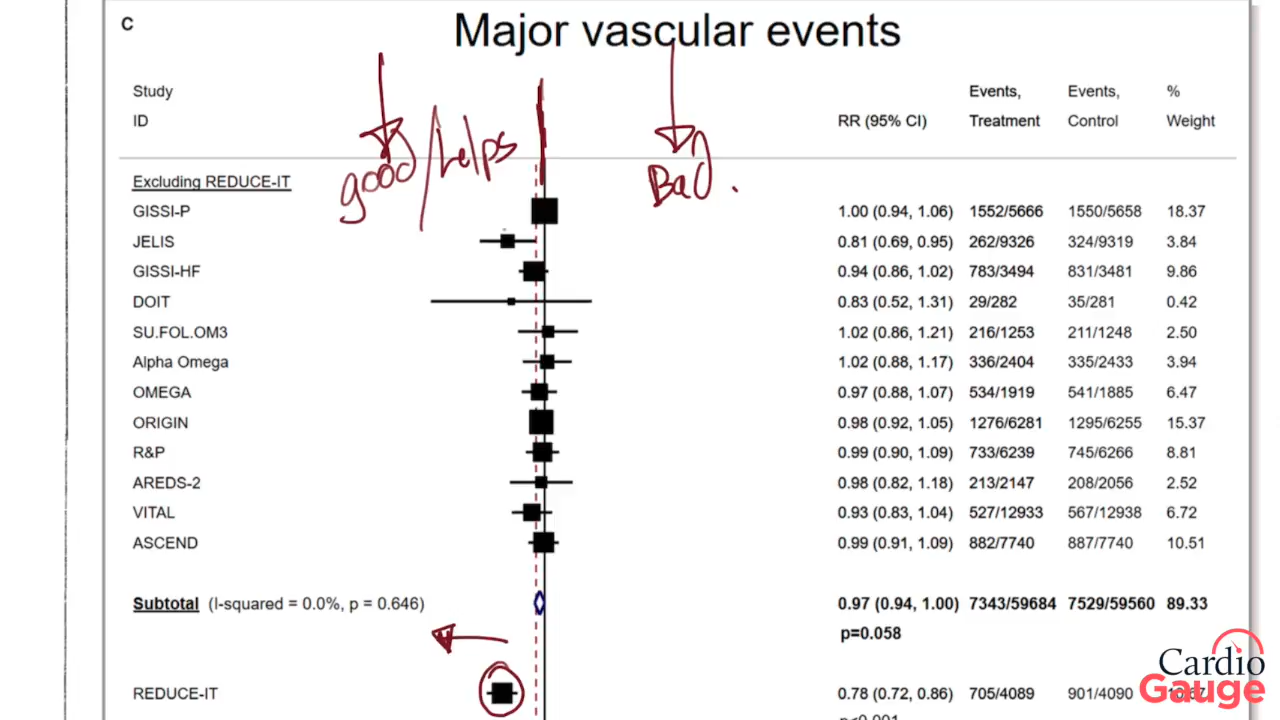 C
Major vascular events
Study Events, Events, %
ID RR (95% CI) Treatment Control Weight
good/helps
Bad.
Excluding REDUCE-IT
GISSI-P 1.00 (0.94, 1.06) 1552/5666 1550/5658 18.37
JELIS 0.81 (0.69, 0.95) 262/9326 324/9319 3.84
GISSI-HF 0.94 (0.86, 1.02) 783/3494 831/3481 9.86
DOIT 0.83 (0.52, 1.31) 29/282 35/281 0.42
SU.FOL.OM3 1.02 (0.86, 1.21) 216/1253 211/1248 2.50
Alpha Omega 1.02 (0.88, 1.17) 336/2404 335/2433 3.94
OMEGA 0.97 (0.88, 1.07) 534/1919 541/1885 6.47
ORIGIN 0.98 (0.92, 1.05) 1276/6281 1295/6255 15.37
R&P 0.99 (0.90, 1.09) 733/6239 745/6266 8.81
AREDS-2 0.98 (0.82, 1.18) 213/2147 208/2056 2.52
VITAL 0.93 (0.83, 1.04) 527/12933 567/12938 6.72
ASCEND 0.99 (0.91, 1.09) 882/7740 887/7740 10.51
Subtotal (I-squared = 0.0%, p = 0.646) 0.97 (0.94, 1.00) 7343/59684 7529/59560 89.33
p=0.058
REDUCE-IT 0.78 (0.72, 0.86) 705/4089 901/4090
Cardio
Gauge